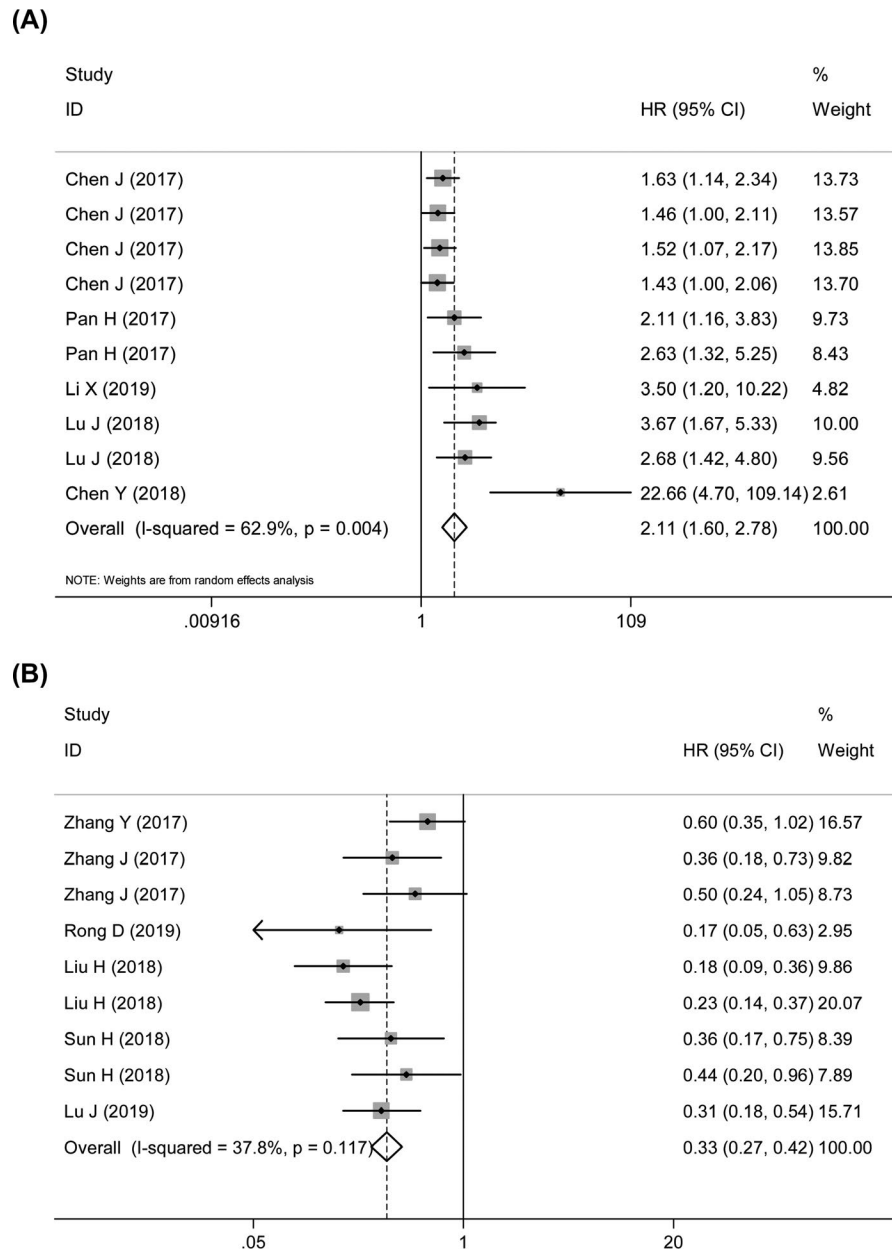 (A)
Study %
ID HR (95% CI) Weight
Chen J (2017) 1.63 (1.14, 2.34) 13.73
Chen J (2017) 1.46 (1.00, 2.11) 13.57
Chen J (2017) 1.52 (1.07, 2.17) 13.85
Chen J (2017) 1.43 (1.00, 2.06) 13.70
Pan H (2017) 2.11 (1.16, 3.83) 9.73
Pan H (2017) 2.63 (1.32, 5.25) 8.43
Li X (2019) 3.50 (1.20, 10.22) 4.82
Lu J (2018) 3.67 (1.67, 5.33) 10.00
Lu J (2018) 2.68 (1.42, 4.80) 9.56
Chen Y (2018) 22.66 (4.70, 109.14) 2.61
Overall (I-squared = 62.9%, p = 0.004) 2.11 (1.60, 2.78) 100.00
NOTE: Weights are from random effects analysis
.00916 1 109
(B)
Study %
ID HR (95% CI) Weight
Zhang Y (2017) 0.60 (0.35, 1.02) 16.57
Zhang J (2017) 0.36 (0.18, 0.73) 9.82
Zhang J (2017) 0.50 (0.24, 1.05) 8.73
Rong D (2019) 0.17 (0.05, 0.63) 2.95
Liu H (2018) 0.18 (0.09, 0.36) 9.86
Liu H (2018) 0.23 (0.14, 0.37) 20.07
Sun H (2018) 0.36 (0.17, 0.75) 8.39
Sun H (2018) 0.44 (0.20, 0.96) 7.89
Lu J (2019) 0.31 (0.18, 0.54) 15.71
Overall (I-squared = 37.8%, p = 0.117) 0.33 (0.27, 0.42) 100.00
.05 1 20